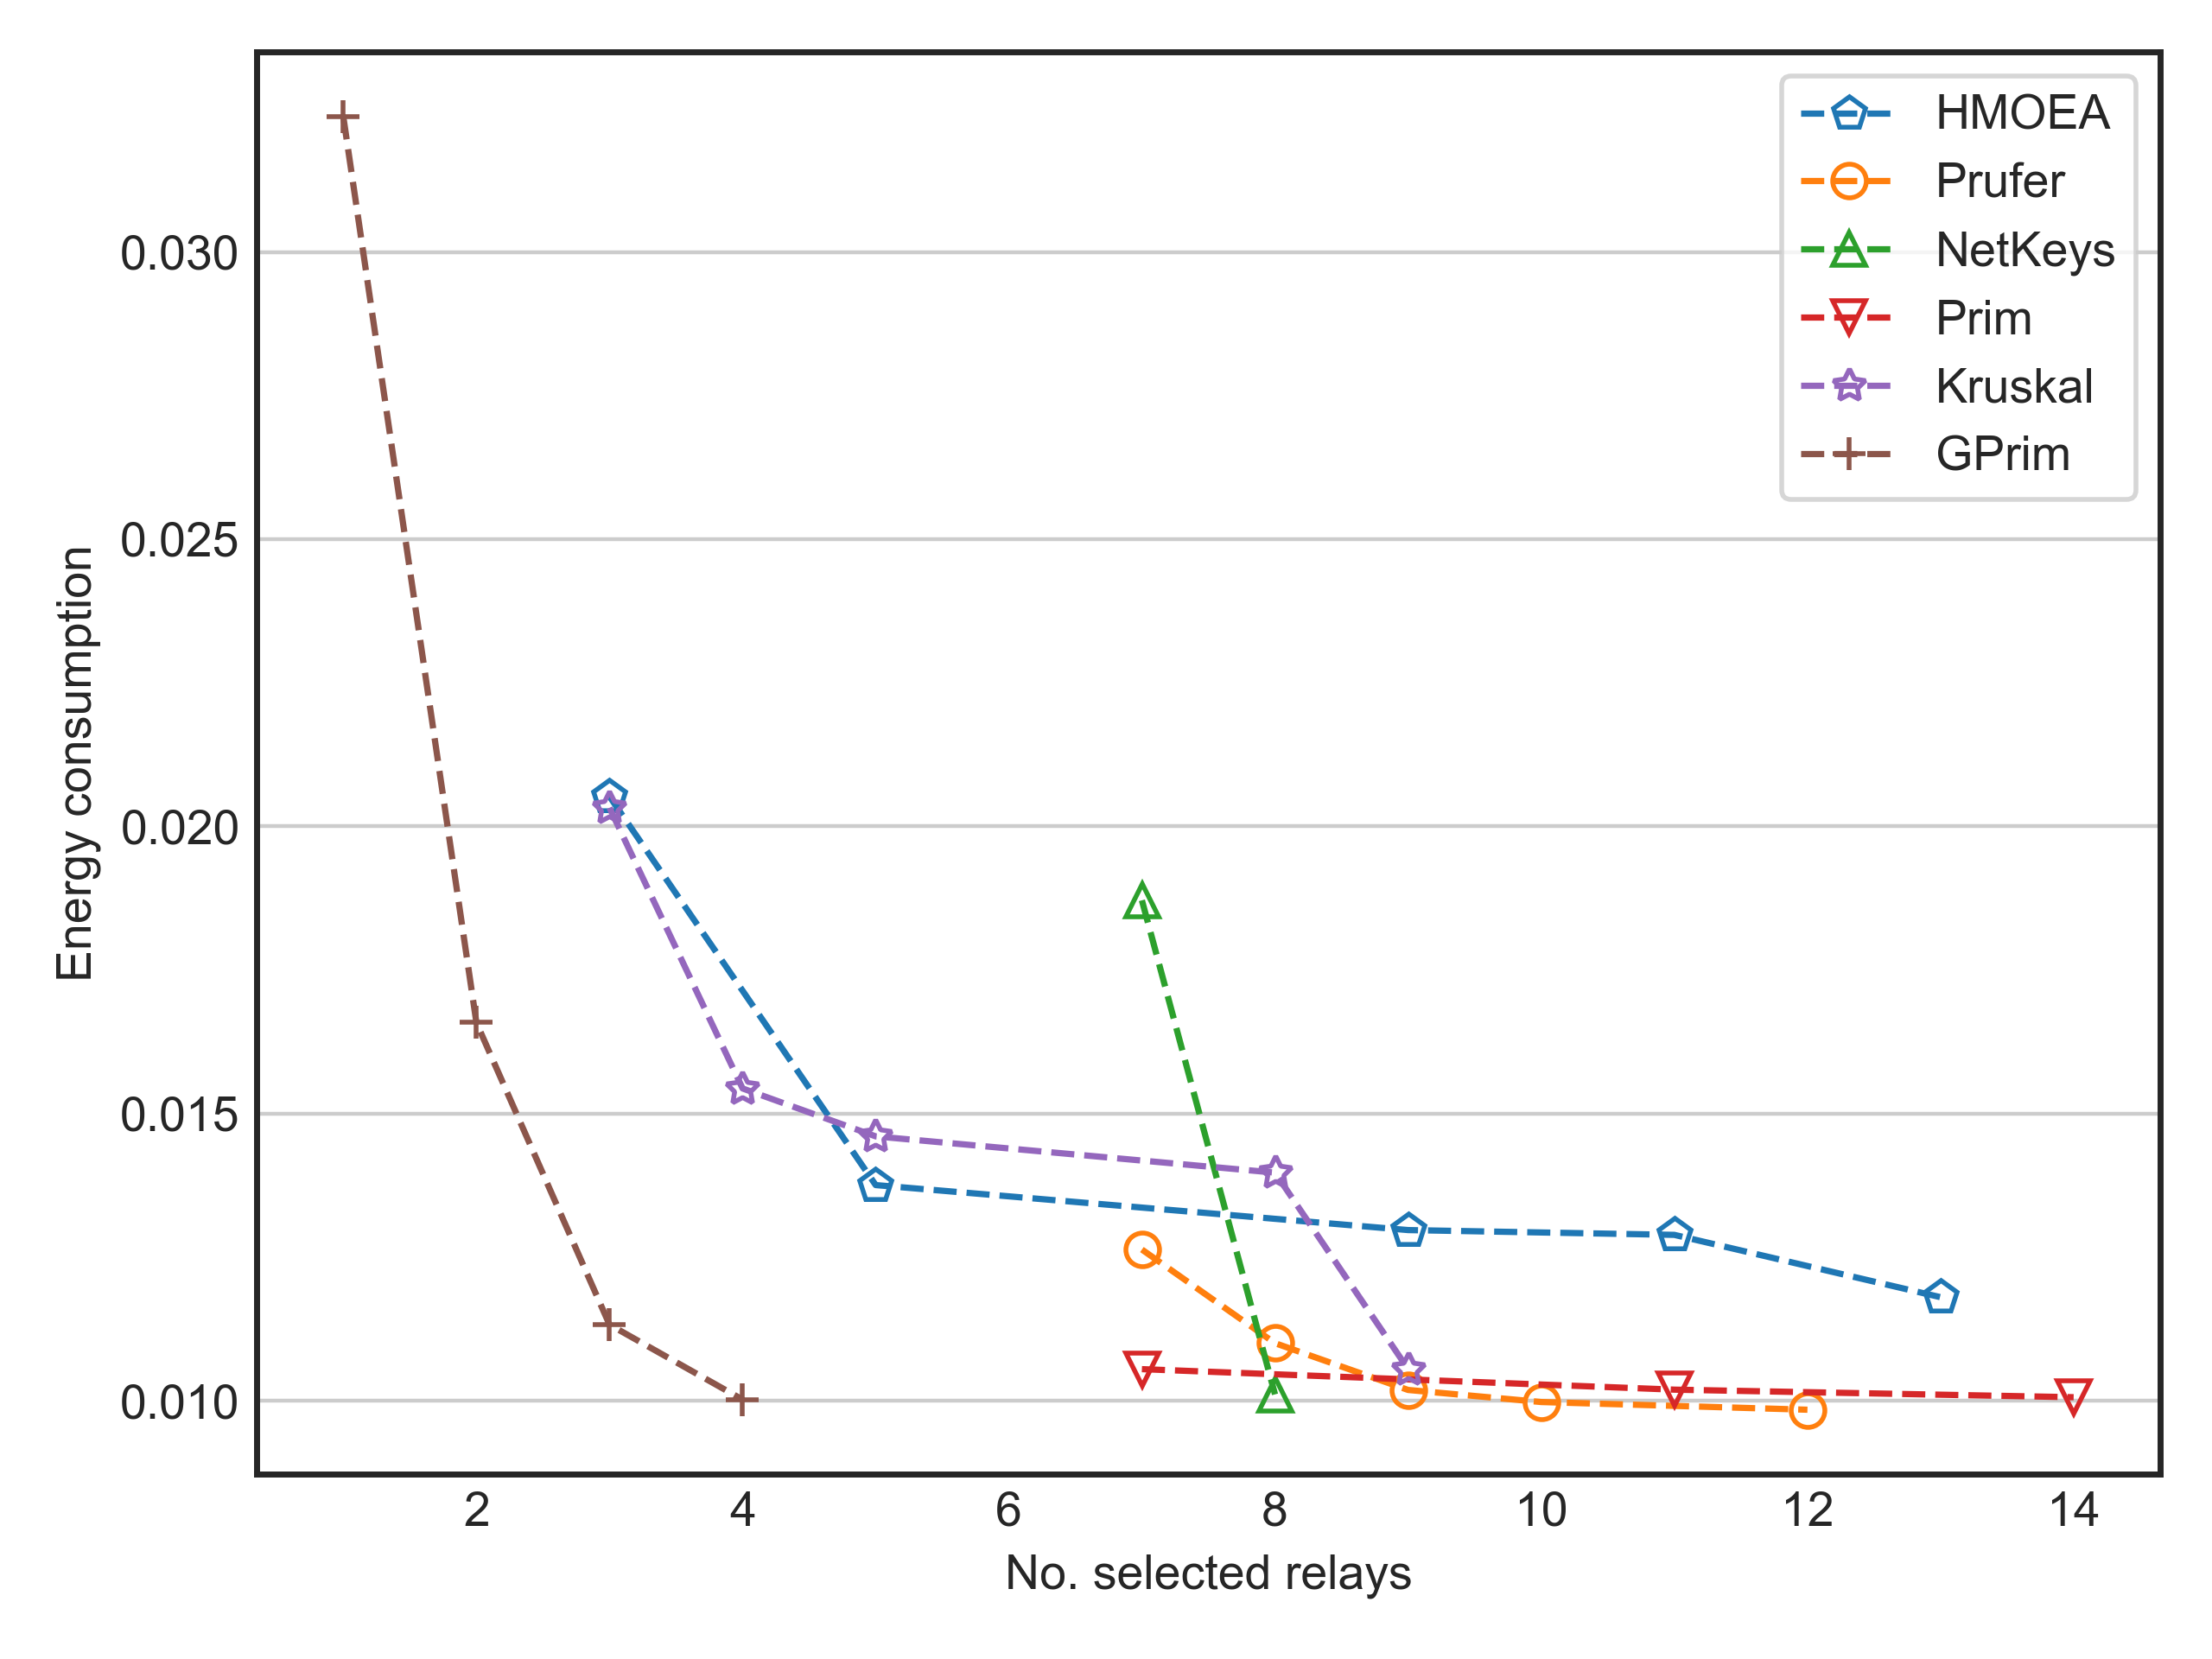 HMOEA
Prufer
NetKeys
Prim
Kruskal
GPrim
0.030
0.025
0.020
0.015
0.010
Energy consumption
2 4 6 8 10 12 14
No. selected relays